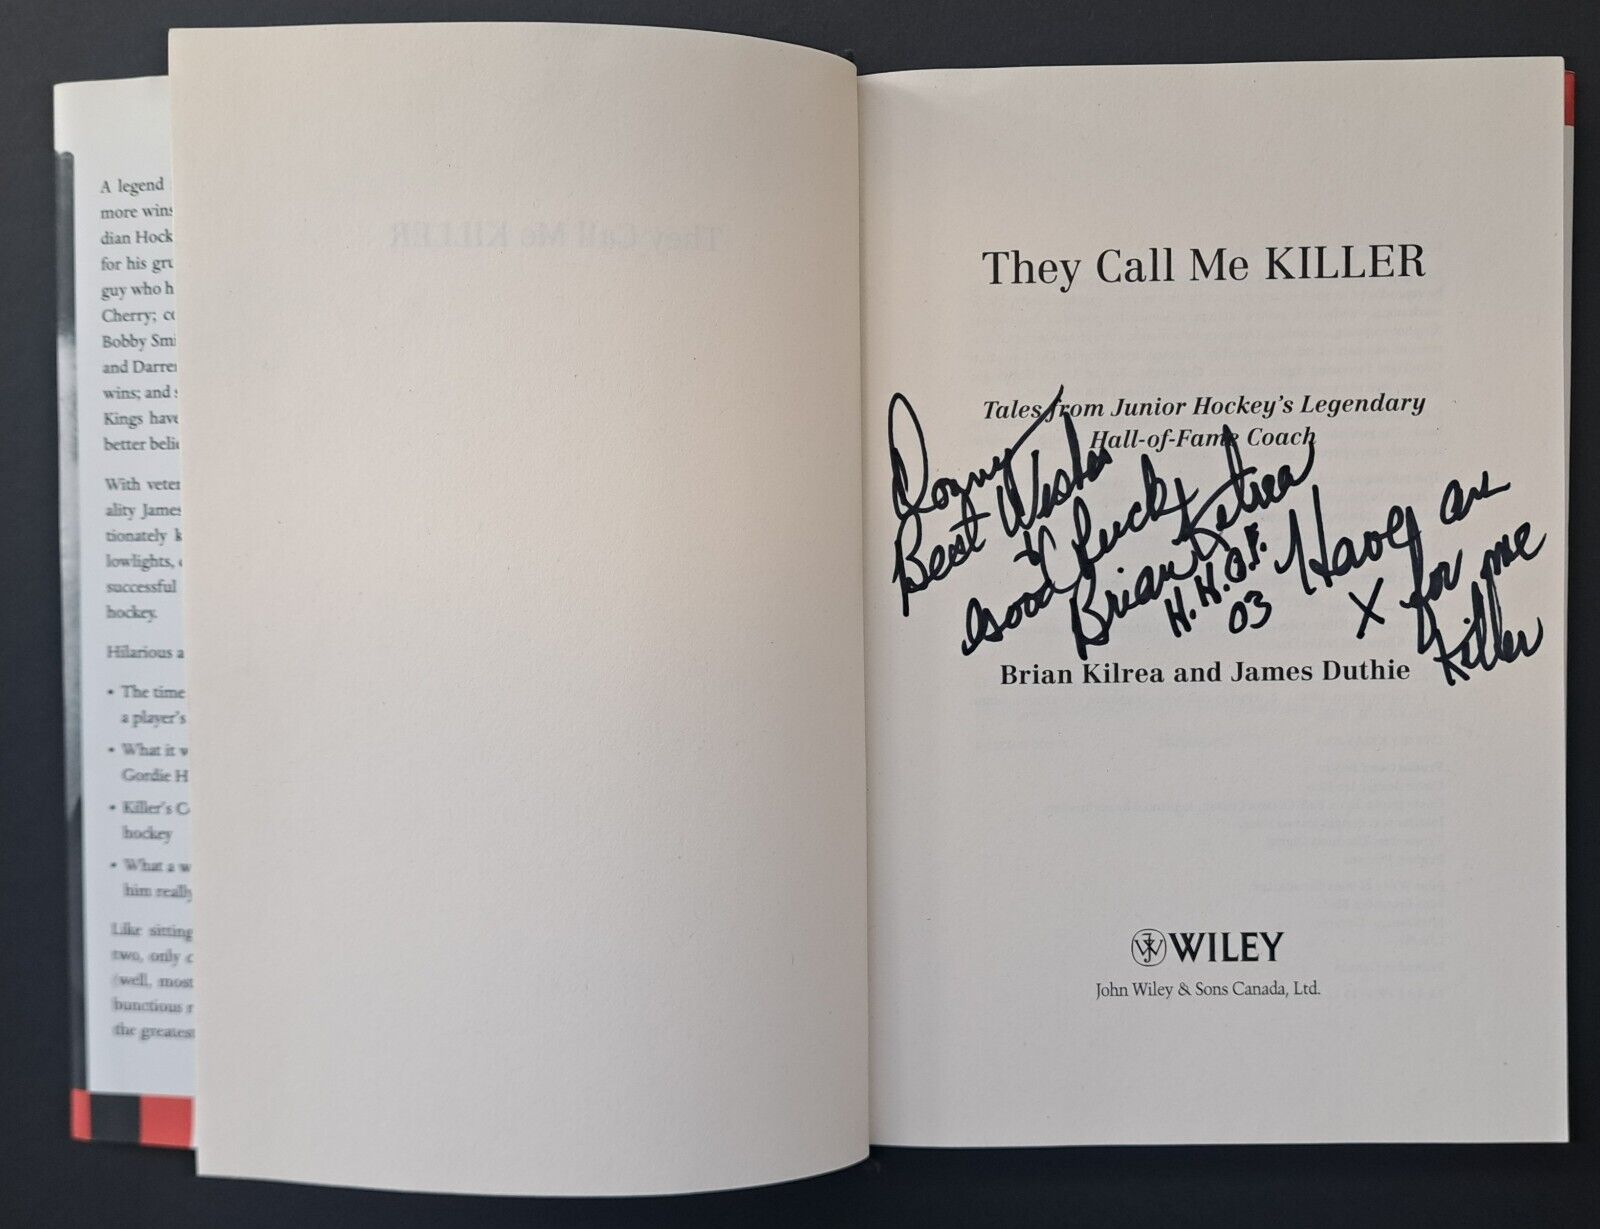 A legend
more wins
dian Hock
for his gru
guy who h
Cherry; co
Bobby Smi
and Darre
wins; and
Kings have
better belie
With veter
ality James
tionately k
lowlights,
successful
hockey.
Hilarious a
• The time
a player's
• What it w
Gordie H
• Killer's C
hockey
• What a w
him really
Like sitting
two, only c
(well, most
bunctious r
the greatest
They Call Me KILLER
They Call Me KILLER
Tales from Junior Hockey's Legendary
Hall-of-Fame Coach
Best Wishes
Good Luck
Brian Kilrea
H.H.O.F.
03
Have an
X for me
Killer
Brian Kilrea and James Duthie
WILEY
John Wiley & Sons Canada, Ltd.